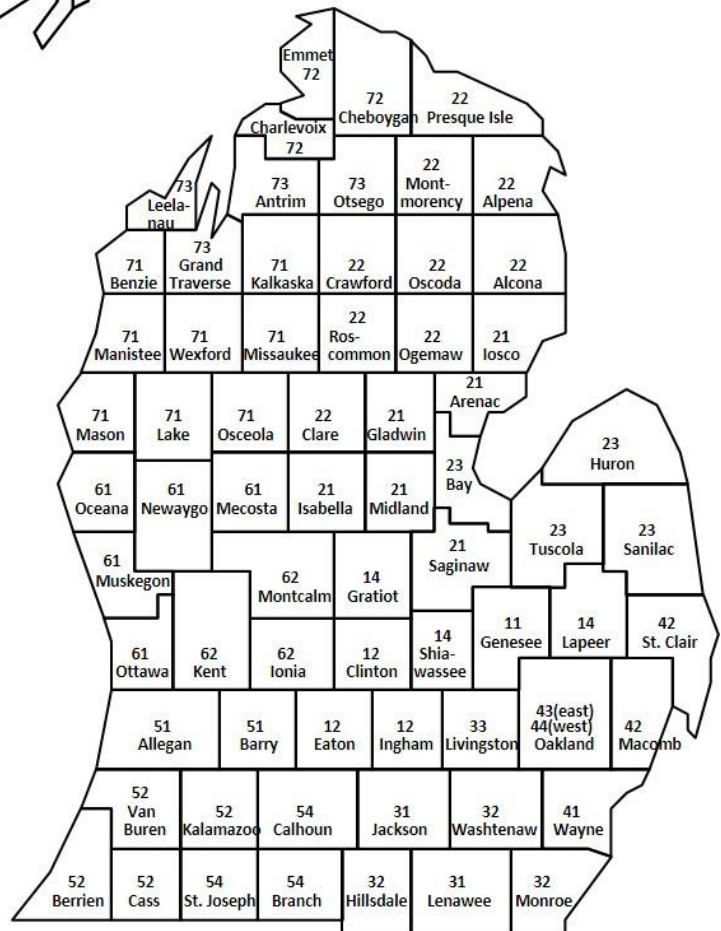 Emmet
72
72
Cheboygan
22
Presque Isle
Charlevoix
72
73
Leela-
nau
73
Antrim
73
Otsego
22
Mont-
morency
22
Alpena
71
Benzie
73
Grand
Traverse
71
Kalkaska
22
Crawford
22
Oscoda
22
Alcona
71
Manistee
71
Wexford
71
Missaukee
22
Ros-
common
22
Ogemaw
21
Iosco
21
Arenac
71
Mason
71
Lake
71
Osceola
22
Clare
21
Gladwin
23
Huron
61
Oceana
61
Newaygo
61
Mecosta
21
Isabella
21
Midland
23
Bay
23
Tuscola
23
Sanilac
61
Muskegon
62
Montcalm
14
Gratiot
21
Saginaw
61
Ottawa
62
Kent
62
Ionia
12
Clinton
14
Shia-
wassee
11
Genesee
14
Lapeer
42
St. Clair
51
Allegan
51
Barry
12
Eaton
12
Ingham
33
Livingston
43(east)
44(west)
Oakland
42
Macomb
52
Van
Buren
52
Kalamazoo
54
Calhoun
31
Jackson
32
Washtenaw
41
Wayne
52
Berrien
52
Cass
54
St. Joseph
54
Branch
32
Hillsdale
31
Lenawee
32
Monroe